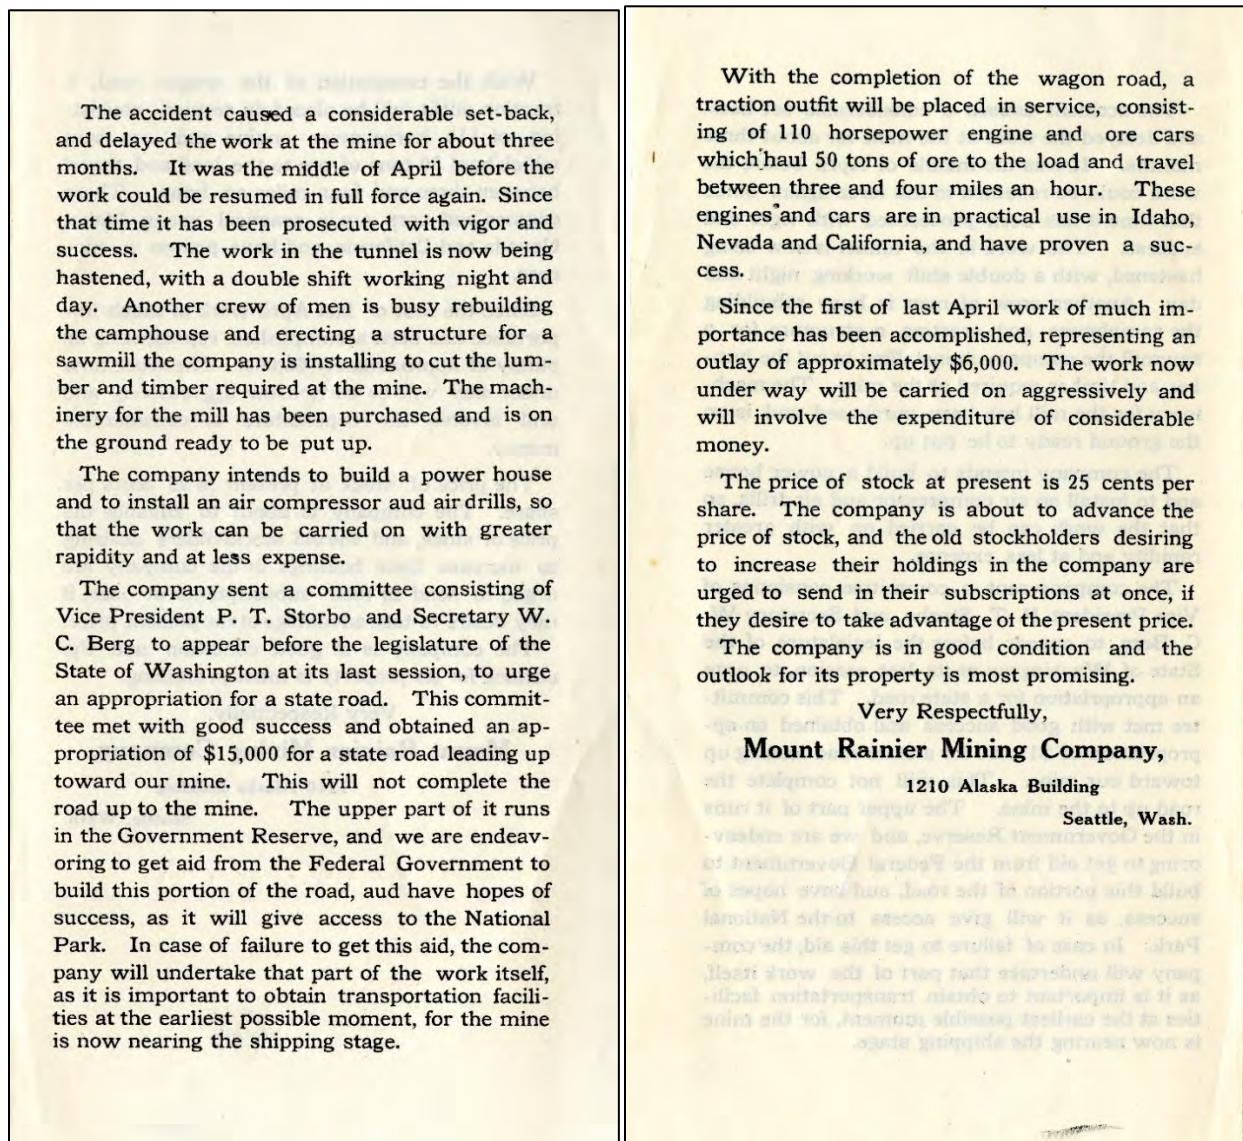 The accident caused a considerable set-back,
and delayed the work at the mine for about three
months. It was the middle of April before the
work could be resumed in full force again. Since
that time it has been prosecuted with vigor and
success. The work in the tunnel is now being
hastened, with a double shift working night and
day. Another crew of men is busy rebuilding
the camphouse and erecting a structure for a
sawmill the company is installing to cut the lum-
ber and timber required at the mine. The mach-
inery for the mill has been purchased and is on
the ground ready to be put up.
The company intends to build a power house
and to install an air compressor aud air drills, so
that the work can be carried on with greater
rapidity and at less expense.
The company sent a committee consisting of
Vice President P. T. Storbo and Secretary W.
C. Berg to appear before the legislature of the
State of Washington at its last session, to urge
an appropriation for a state road. This commit-
tee met with good success and obtained an ap-
propriation of $15,000 for a state road leading up
toward our mine. This will not complete the
road up to the mine. The upper part of it runs
in the Government Reserve, and we are endeav-
oring to get aid from the Federal Government to
build this portion of the road, aud have hopes of
success, as it will give access to the National
Park. In case of failure to get this aid, the com-
pany will undertake that part of the work itself,
as it is important to obtain transportation facili-
ties at the earliest possible moment, for the mine
is now nearing the shipping stage.
With the completion of the wagon road, a
traction outfit will be placed in service, consist-
ing of 110 horsepower engine and ore cars
which haul 50 tons of ore to the load and travel
between three and four miles an hour. These
engines and cars are in practical use in Idaho,
Nevada and California, and have proven a suc-
cess.
Since the first of last April work of much im-
portance has been accomplished, representing an
outlay of approximately $6,000. The work now
under way will be carried on aggressively and
will involve the expenditure of considerable
money.
The price of stock at present is 25 cents per
share. The company is about to advance the
price of stock, and the old stockholders desiring
to increase their holdings in the company are
urged to send in their subscriptions at once, if
they desire to take advantage of the present price.
The company is in good condition and the
outlook for its property is most promising.
Very Respectfully,
Mount Rainier Mining Company,
1210 Alaska Building
Seattle, Wash.